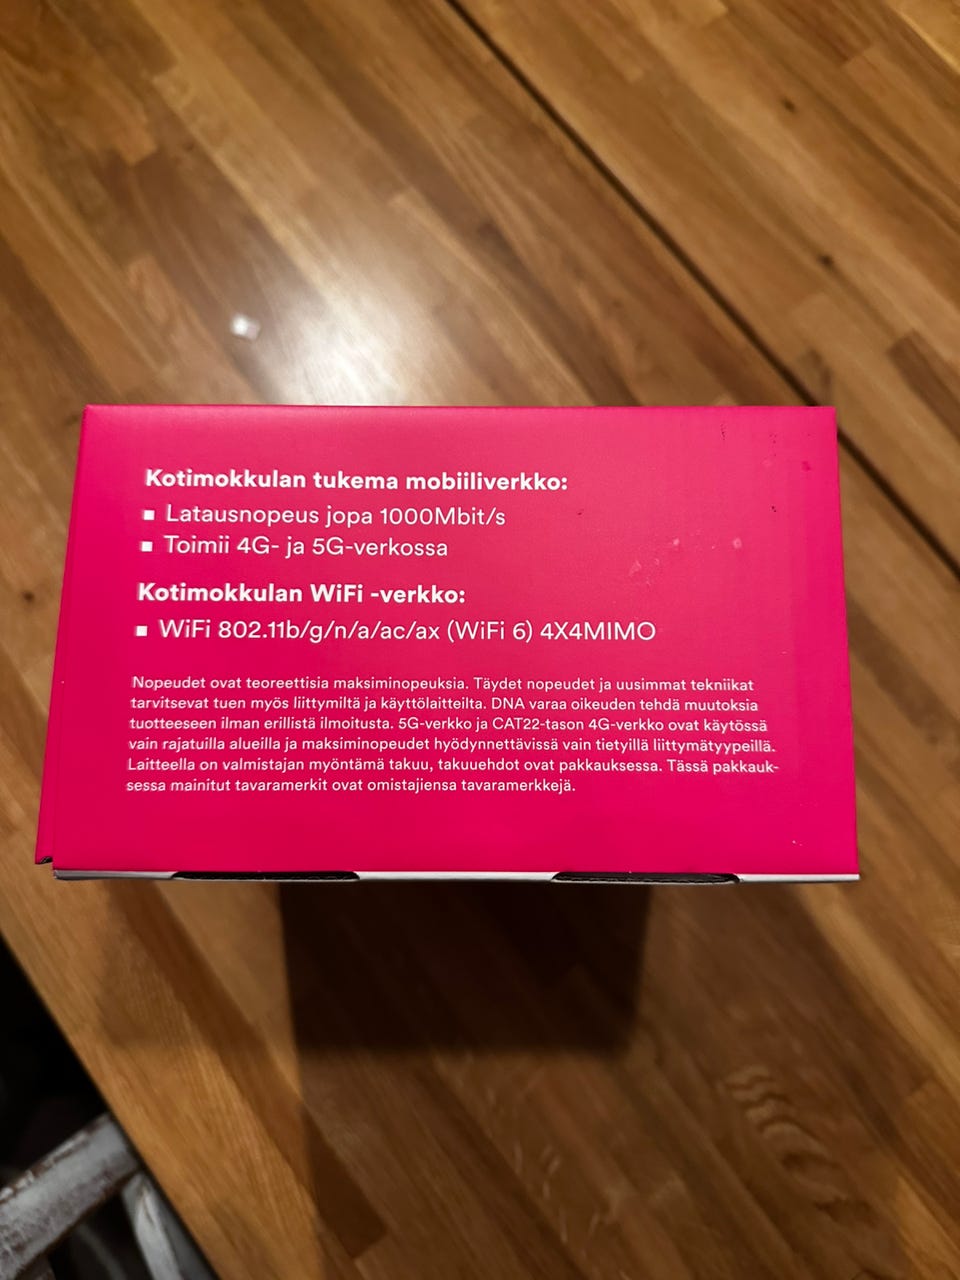 Kotimokkulan tukema mobiiliverkko:
▪ Latausnopeus jopa 1000Mbit/s
▪ Toimii 4G- ja 5G-verkossa
Kotimokkulan WiFi -verkko:
▪ WiFi 802.11b/g/n/a/ac/ax (WiFi 6) 4X4MIMO
Nopeudet ovat teoreettisia maksiminopeuksia. Täydet nopeudet ja uusimmat tekniikat
tarvitsevat tuen myös liittymiltä ja käyttölaitteilta. DNA varaa oikeuden tehdä muutoksia
tuotteeseen ilman erillistä ilmoitusta. 5G-verkko ja CAT22-tason 4G-verkko ovat käytössä
vain rajatuilla alueilla ja maksiminopeudet hyödynnettävissä vain tietyillä liittymätyypeillä.
Laitteella on valmistajan myöntämä takuu, takuuehdot ovat pakkauksessa. Tässä pakkauk-
sessa mainitut tavaramerkit ovat omistajiensa tavaramerkkejä.